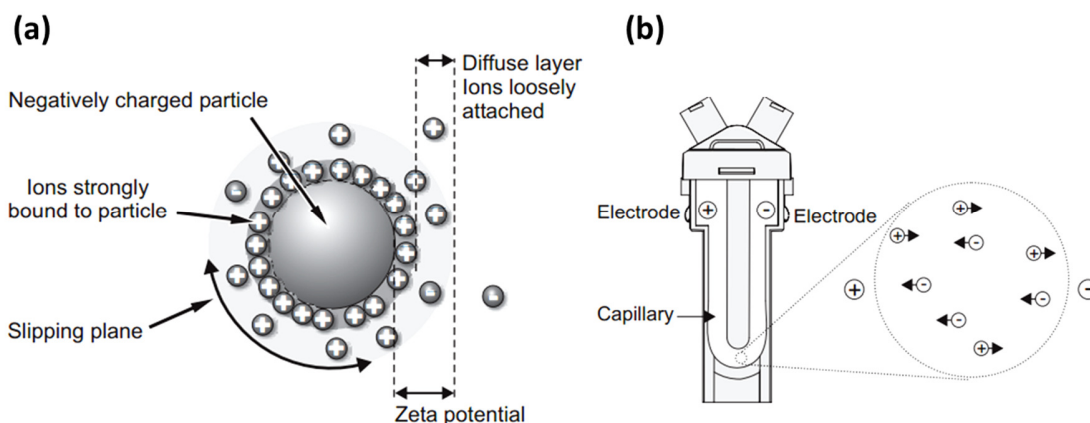 (a)
Negatively charged particle
Diffuse layer
Ions loosely
attached
Ions strongly
bound to particle
Slipping plane
Zeta potential
(b)
Electrode
+
-
Electrode
Capillary